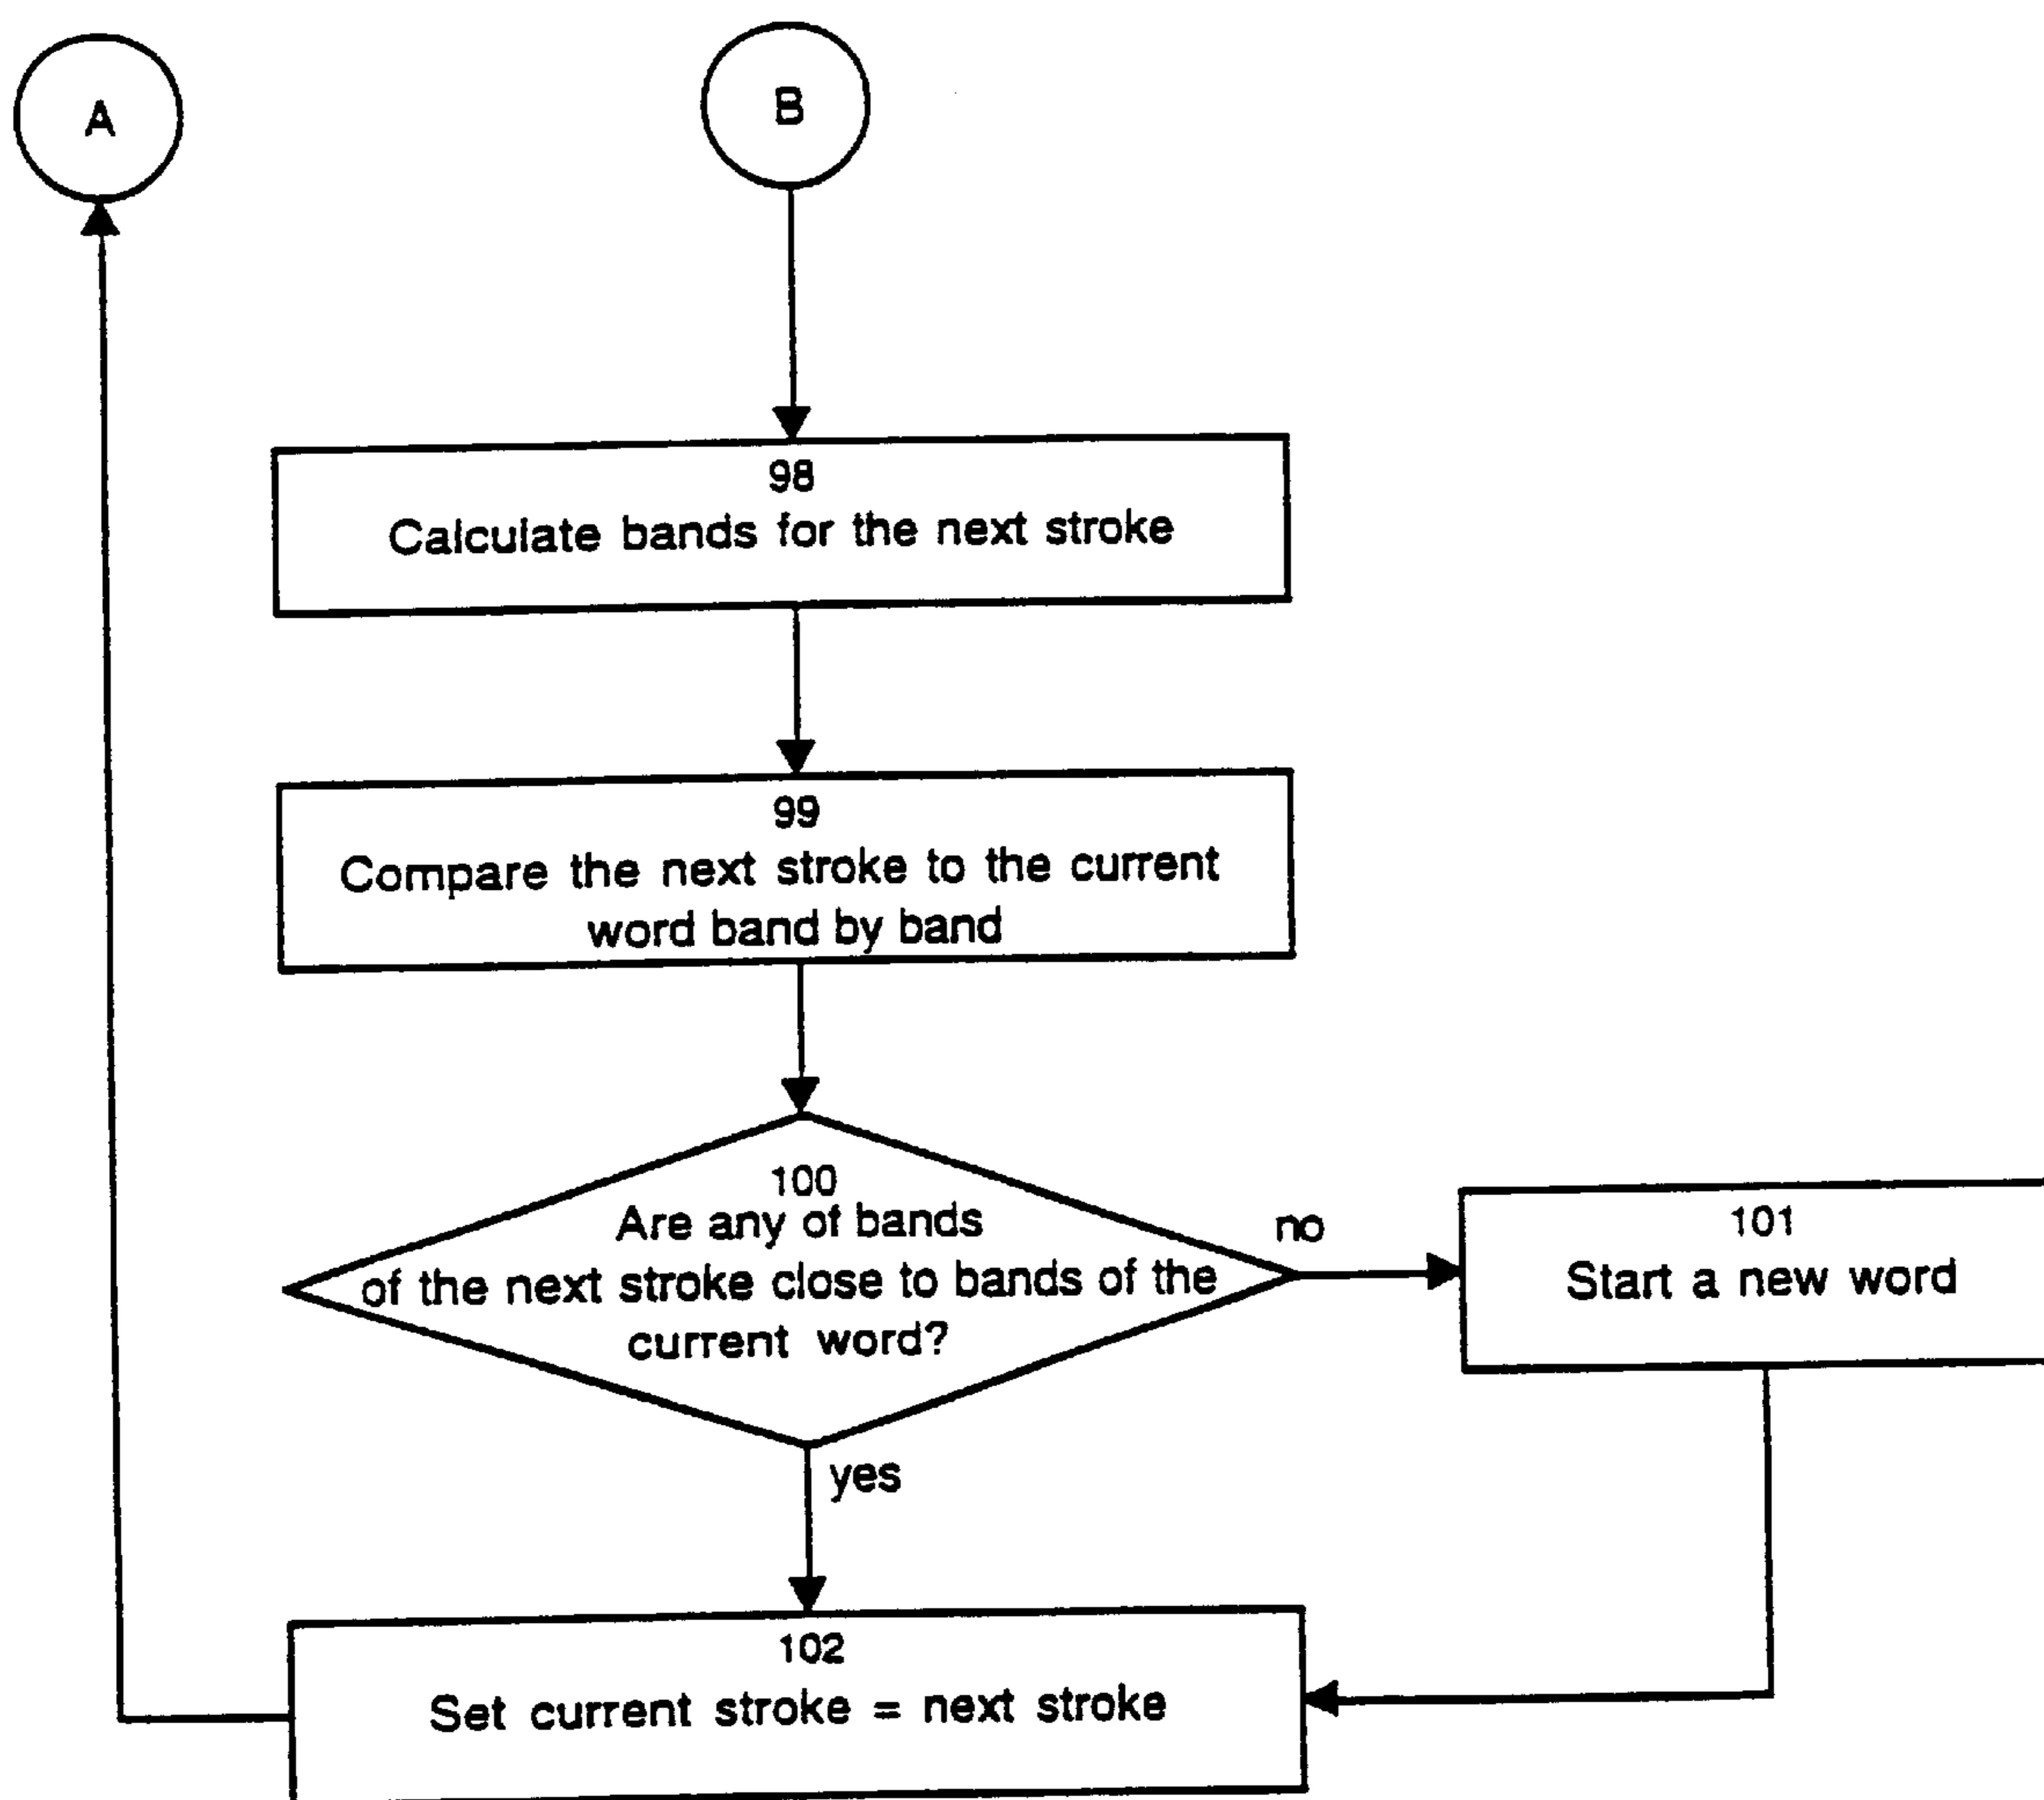 A
B
98
Calculate bands for the next stroke
99
Compare the next stroke to the current
word band by band
100
Are any of bands
of the next stroke close to bands of the
current word?
no
101
Start a new word
yes
102
Set current stroke = next stroke